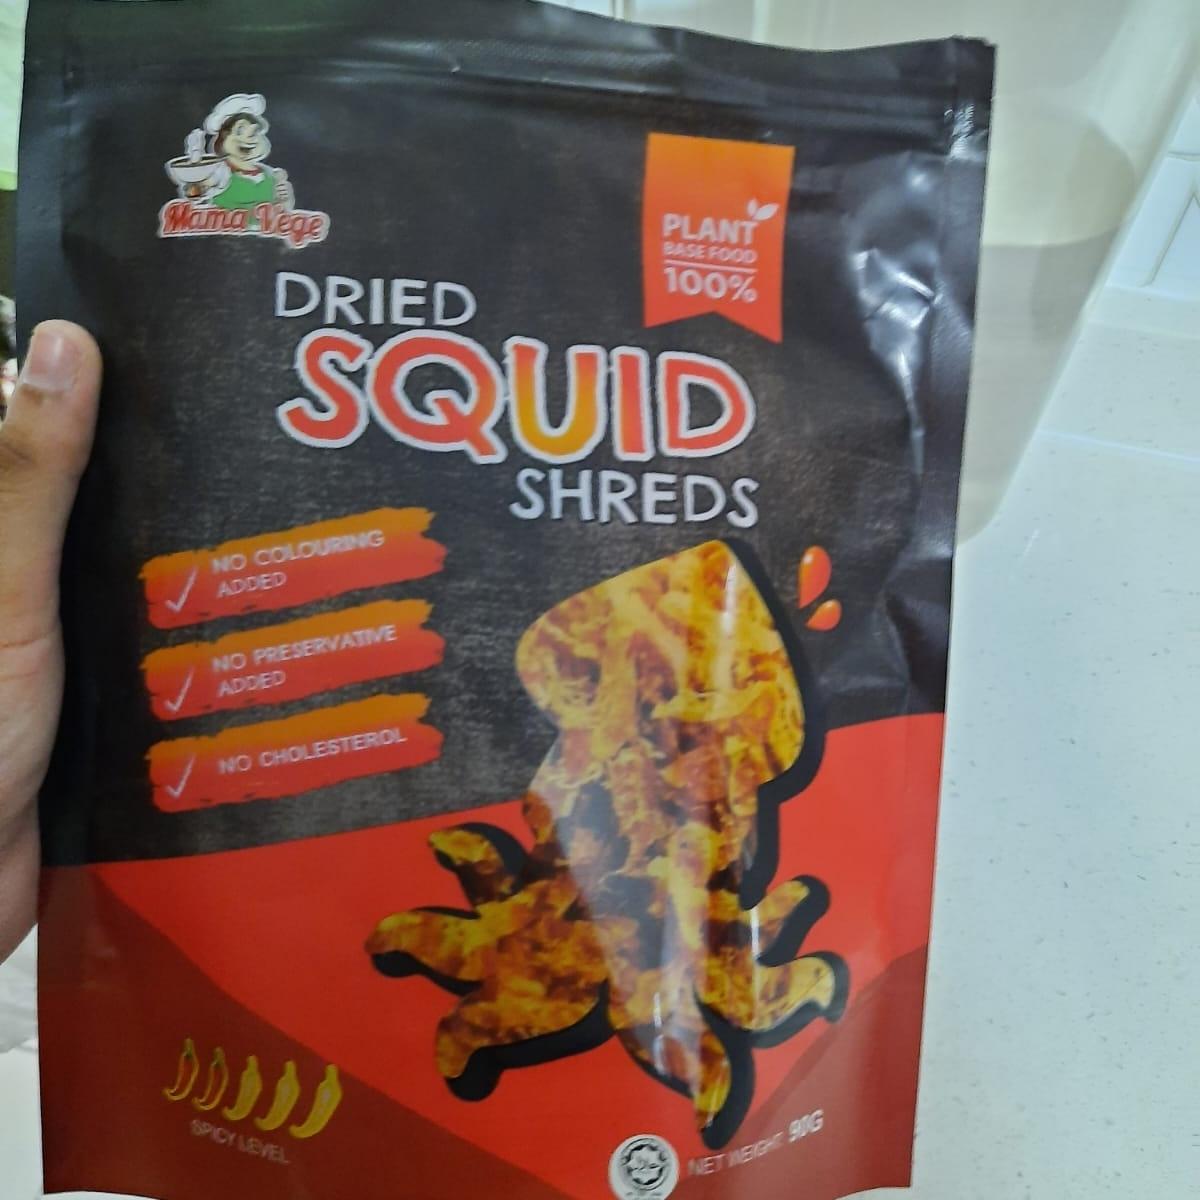 Mama Vege
PLANT
BASE FOOD
100%
DRIED
SQUID
SHREDS
NO COLOURING
ADDED
NO PRESERVATIVE
ADDED
NO CHOLESTEROL
SPICY LEVEL
NET WEIGHT 90G